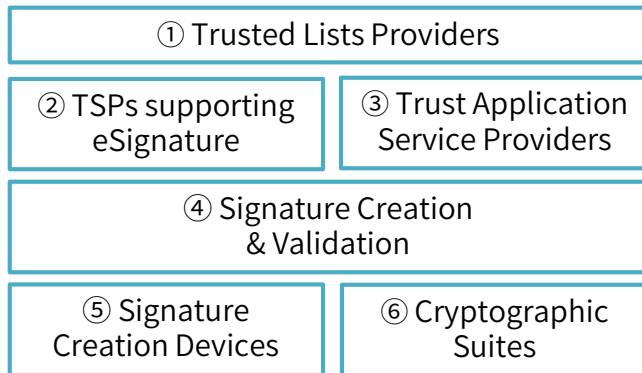 ① Trusted Lists Providers
② TSPs supporting
eSignature
③ Trust Application
Service Providers
④ Signature Creation
& Validation
⑤ Signature
Creation Devices
⑥ Cryptographic
Suites